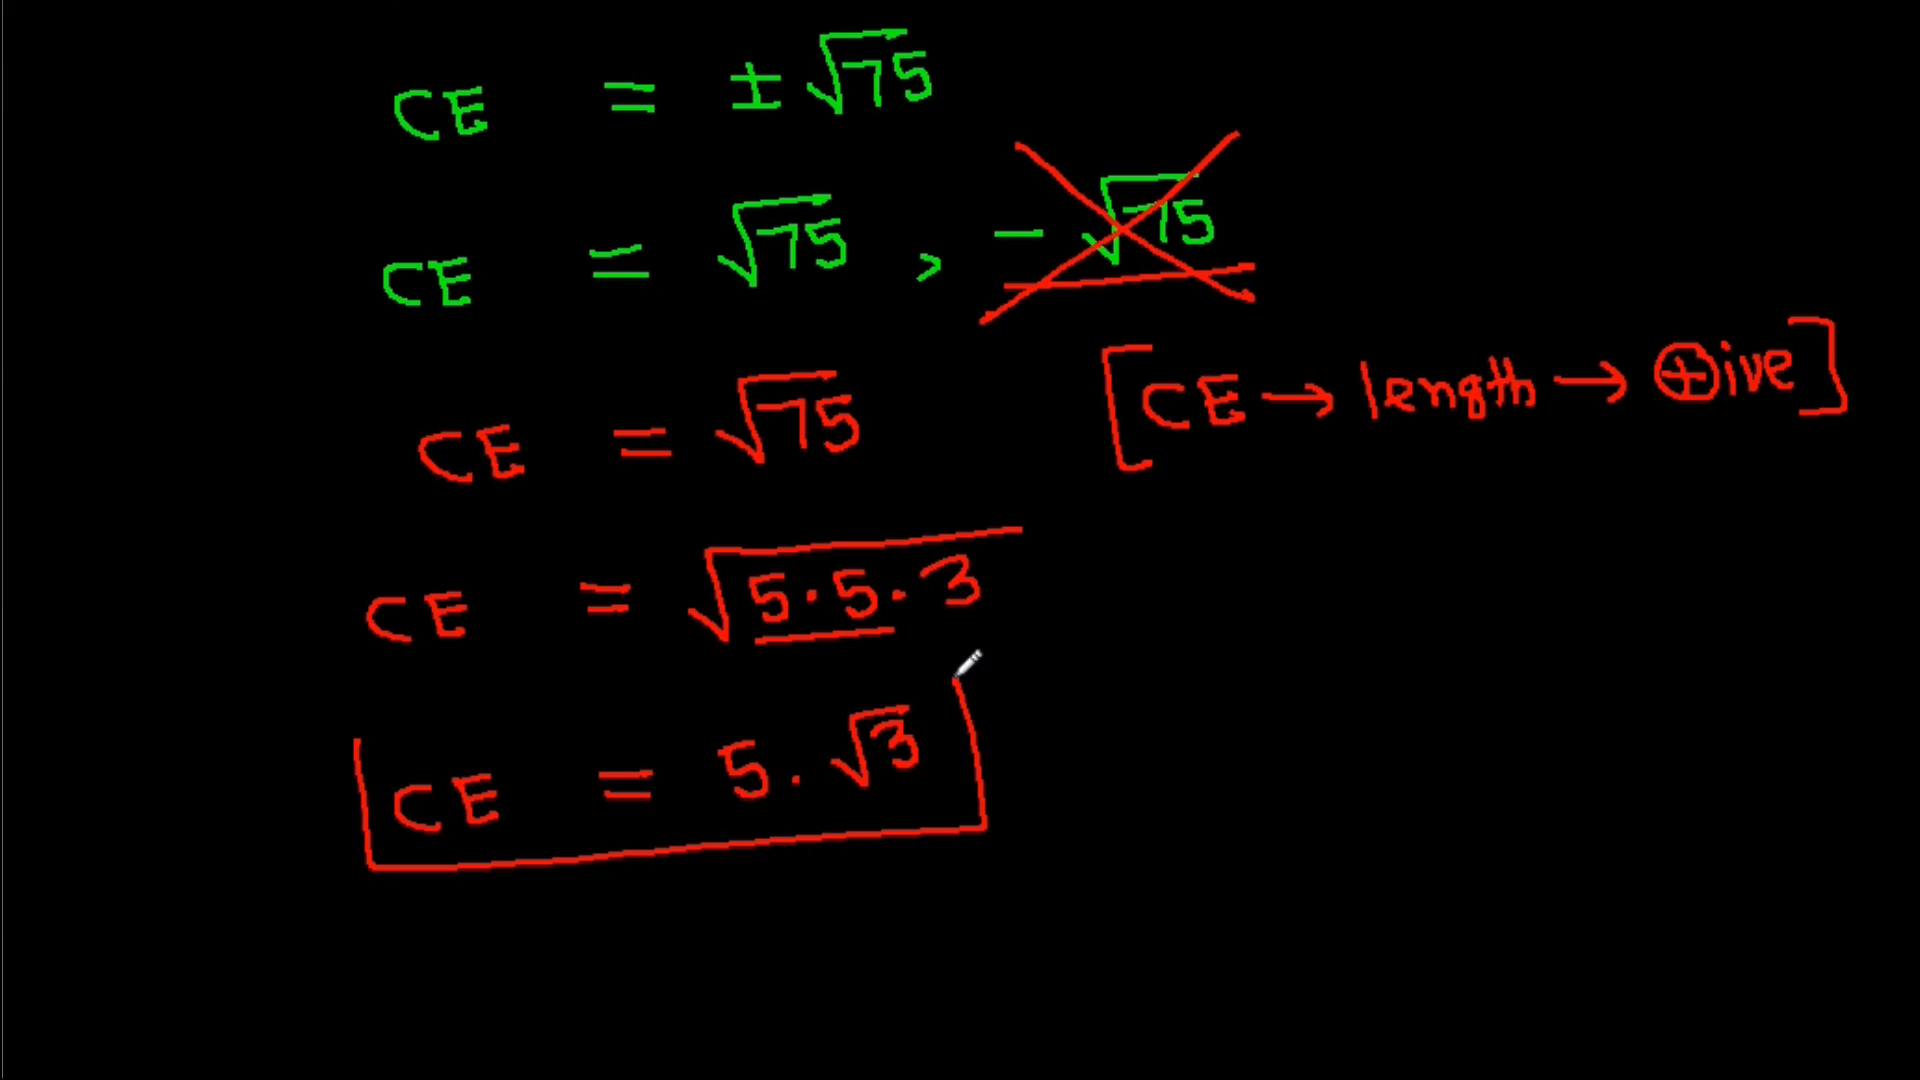 CE = ± √75
CE = √75 , - √75
[CE → length → ⊕ive]
CE = √75
CE = √5·5·3
CE = 5.√3